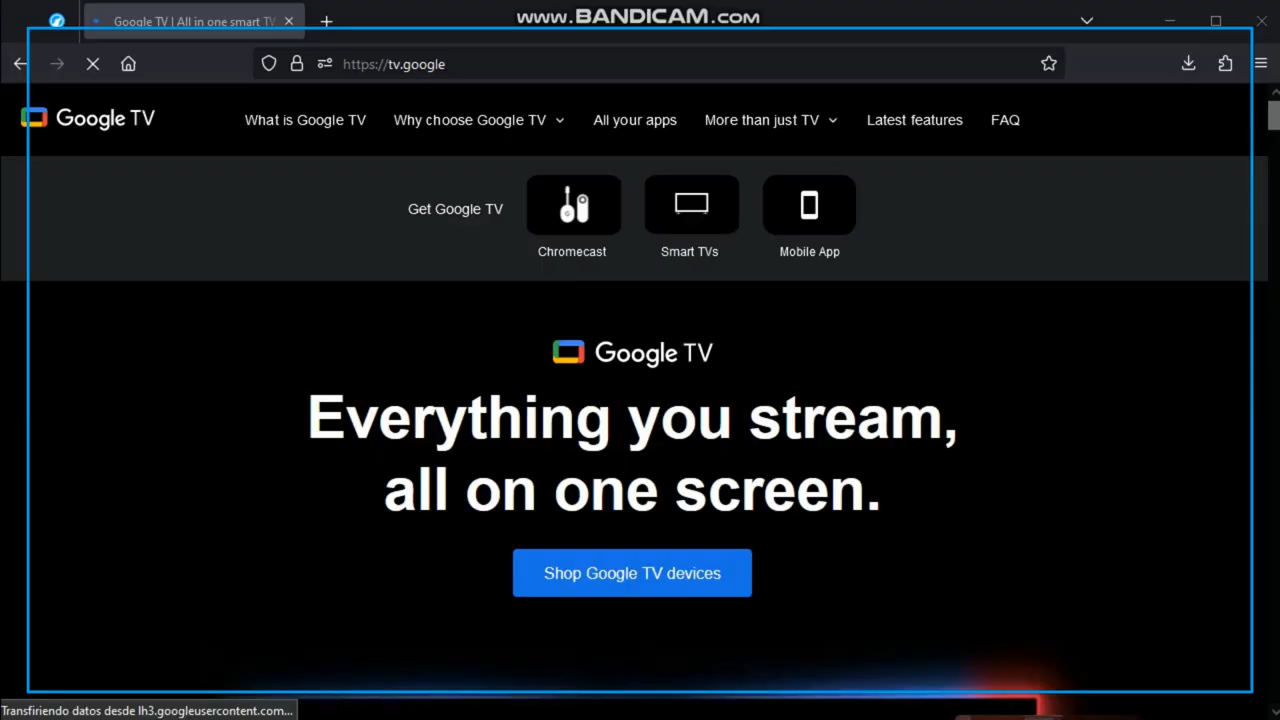 www.BANDICAM.com
Google TV | All in one smart TV
https://tv.google
Google TV
What is Google TV
Why choose Google TV
All your apps
More than just TV
Latest features
FAQ
Get Google TV
Chromecast
Smart TVs
Mobile App
Google TV
Everything you stream,
all on one screen.
Shop Google TV devices
Transfiriendo datos desde lh3.googleusercontent.com...